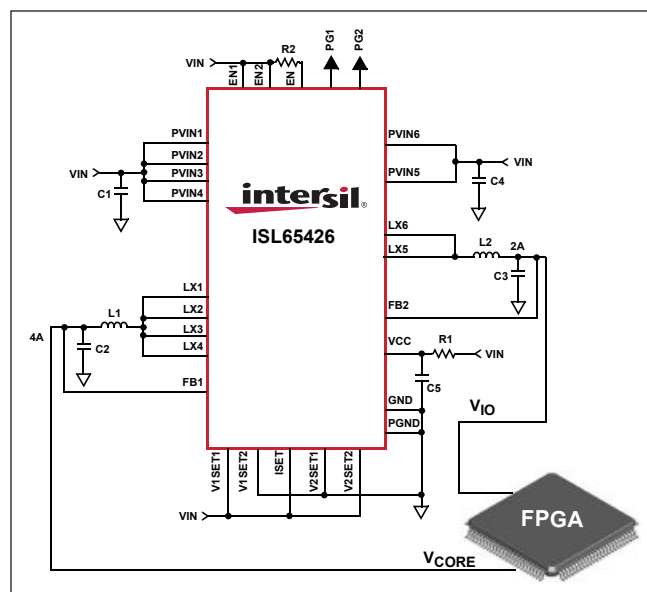 PG1
PG2
VIN
R2
EN1
EN2
EN
PVIN1
PVIN2
PVIN3
PVIN4
PVIN6
PVIN5
VIN
C1
VIN
C4
intersil®
ISL65426
LX6
LX5
L2
2A
C3
LX1
LX2
LX3
LX4
L1
4A
C2
FB1
FB2
VCC
R1
VIN
C5
GND
PGND
VIO
V1SET1
V1SET2
ISET
V2SET1
V2SET2
VIN
FPGA
VCORE